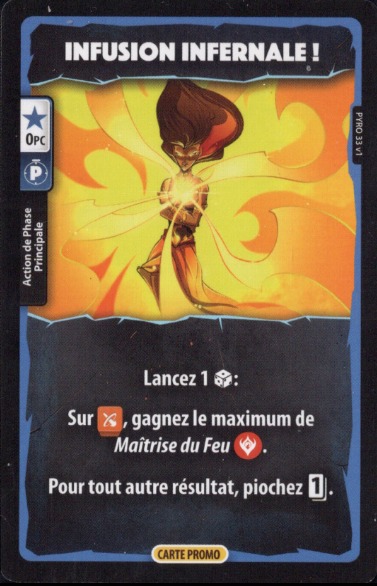 INFUSION INFERNALE !
0PC
P
Action de Phase
Principale
PYRO 33 v1
Lancez 1 :
Sur , gagnez le maximum de
Maîtrise du Feu .
Pour tout autre résultat, piochez 1 .
CARTE PROMO